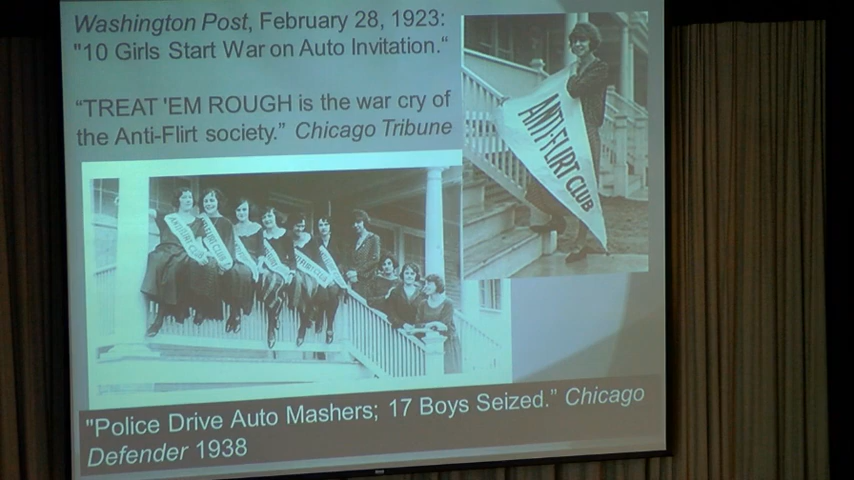 Washington Post, February 28, 1923:
"10 Girls Start War on Auto Invitation."
"TREAT 'EM ROUGH is the war cry of
the Anti-Flirt society." Chicago Tribune
ANTI-FLIRT CLUB
"Police Drive Auto Mashers; 17 Boys Seized." Chicago
Defender 1938